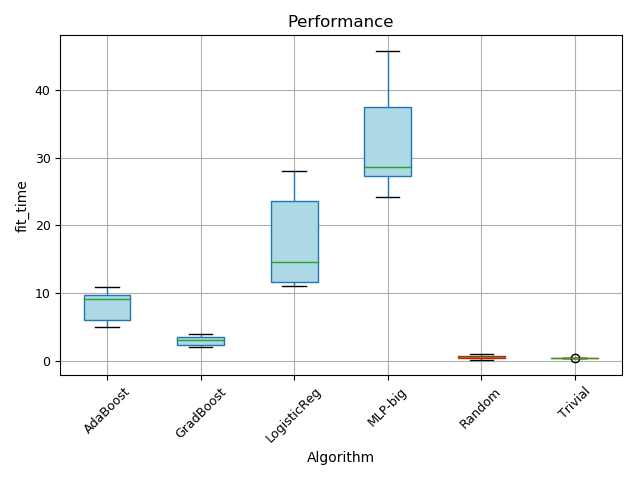 Performance
fit_time
40
30
20
10
0
AdaBoost
GradBoost
LogisticReg
MLP-big
Random
Trivial
Algorithm